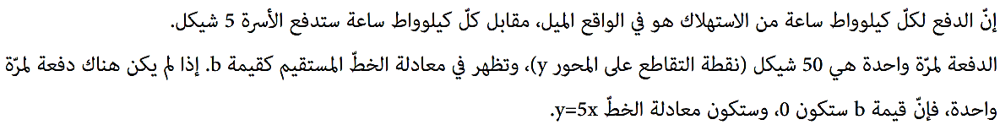 إنّ الدفع لكلّ كيلوواط ساعة من الاستهلاك هو في الواقع الميل، مقابل كلّ كيلوواط ساعة ستدفع الأسرة 5 شيكل.
الدفعة لمرّة واحدة هي 50 شيكل (نقطة التقاطع على المحور y)، وتظهر في معادلة الخطّ المستقيم كقيمة b. إذا لم يكن هناك دفعة لمرّة
واحدة، فإنّ قيمة b ستكون 0، وستكون معادلة الخطّ y=5x.